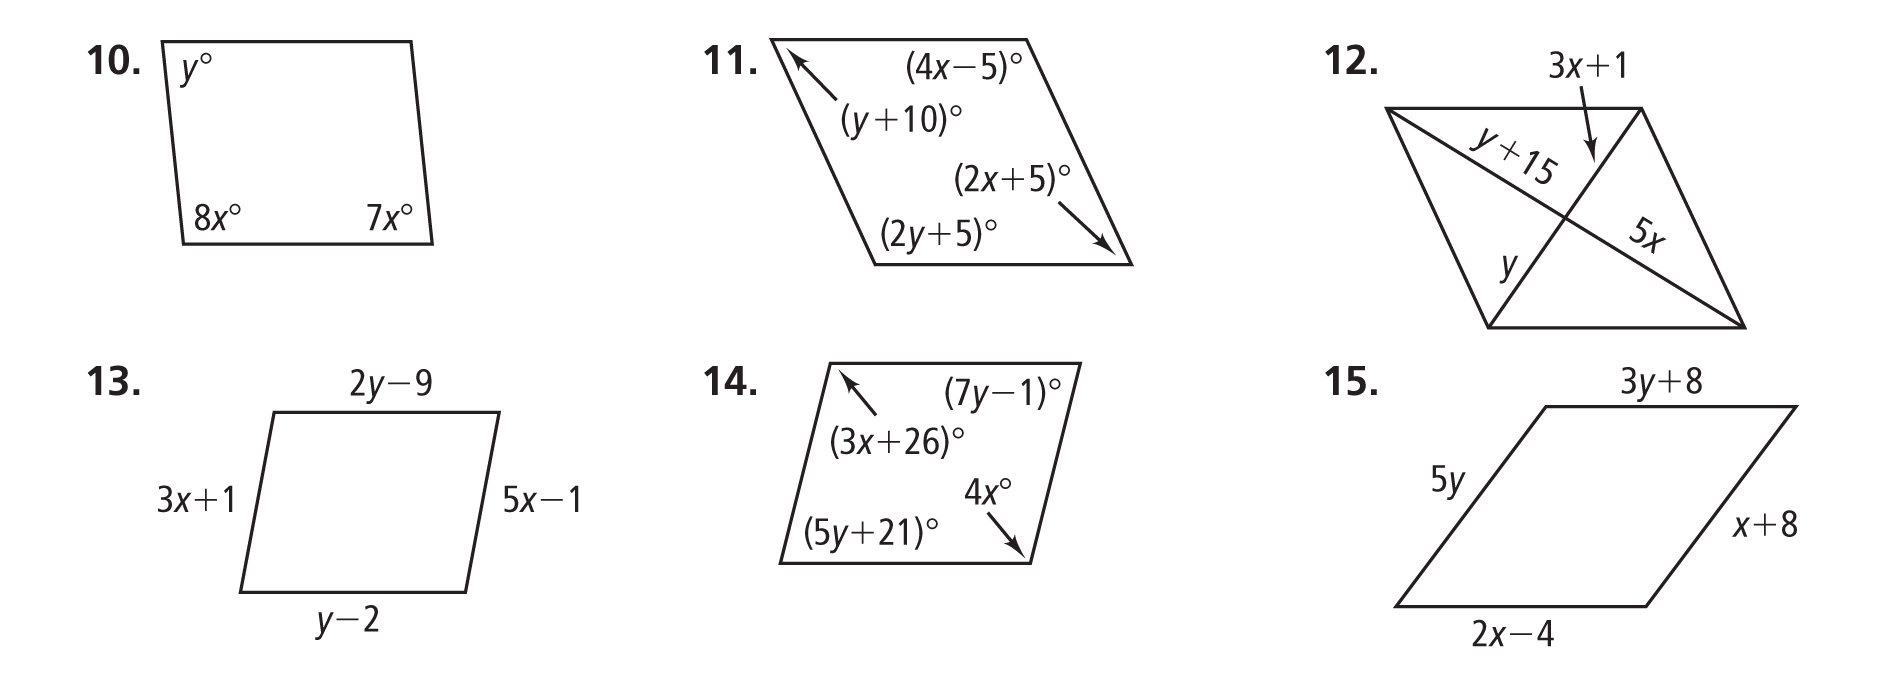 10.
y°
8x°
7x°
11.
(4x−5)°
(y+10)°
(2x+5)°
(2y+5)°
12.
3x+1
y+15
5x
y
13.
2y−9
3x+1
5x−1
y−2
14.
(7y−1)°
(3x+26)°
4x°
(5y+21)°
15.
3y+8
5y
x+8
2x−4